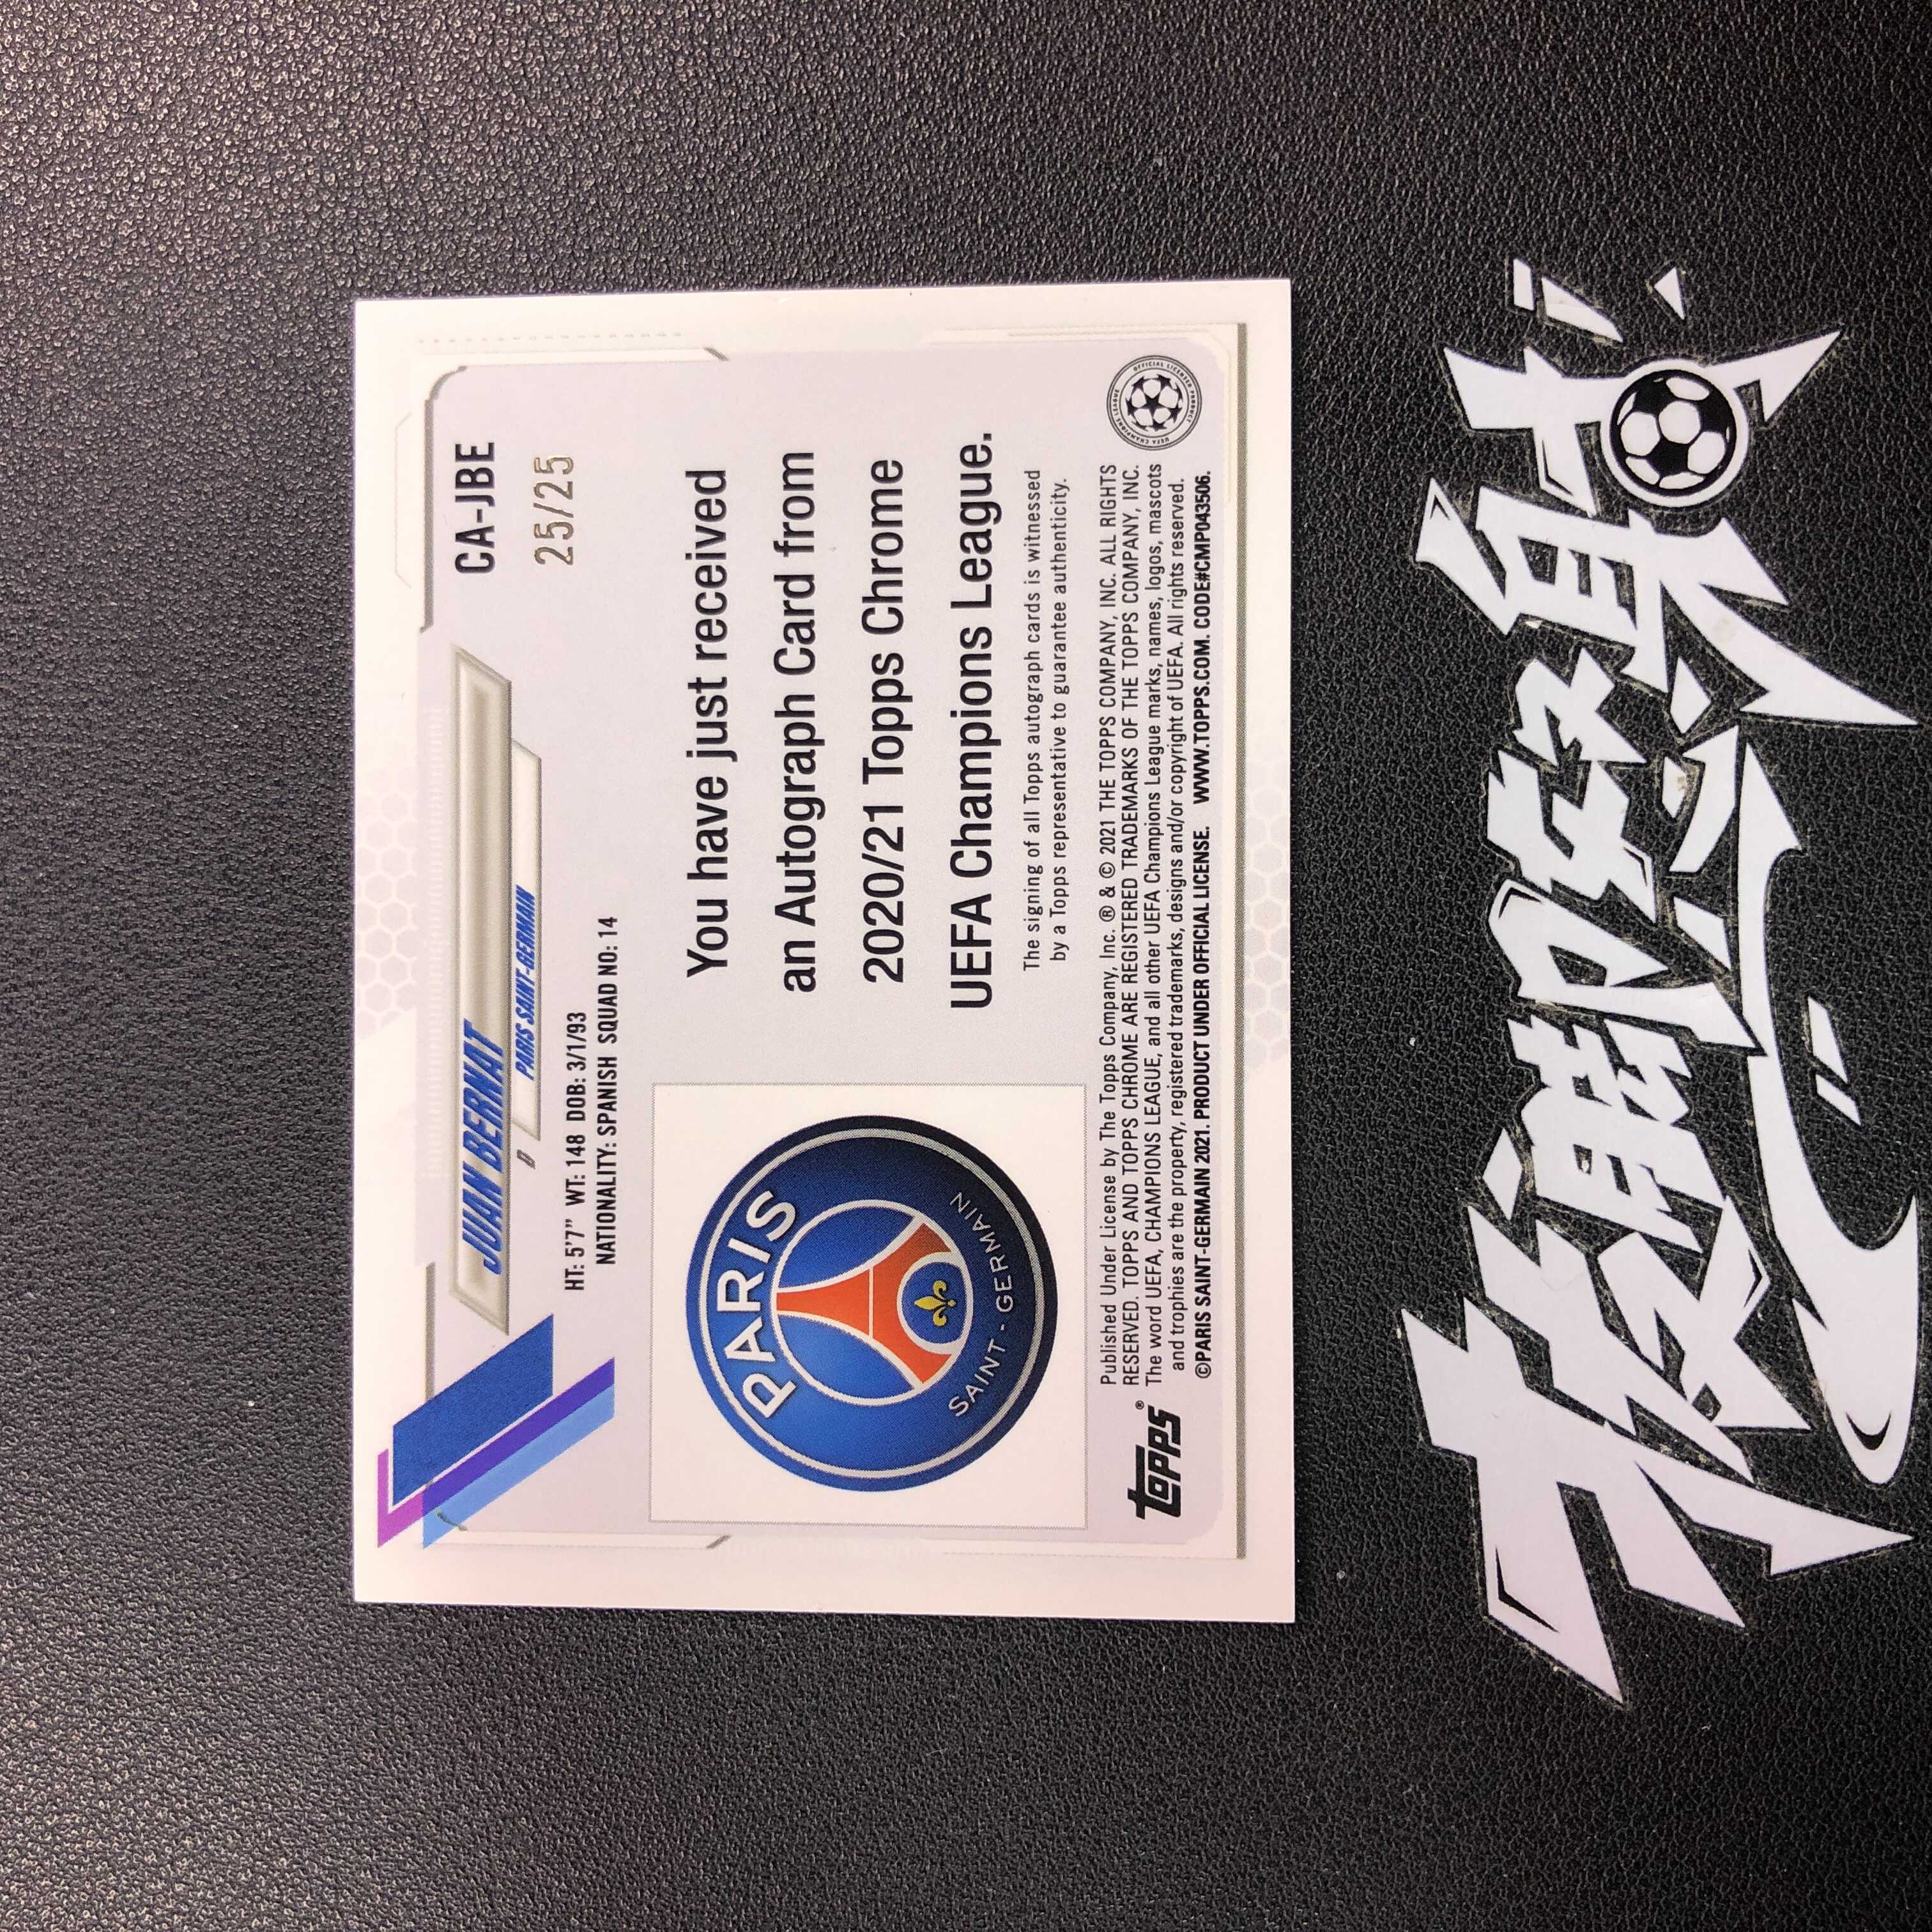 CA-JBE
25/25
JUAN BERNAT
D PARIS SAINT-GERMAIN
HT: 5'7" WT: 148 DOB: 3/1/93
NATIONALITY: SPANISH SQUAD NO: 14
PARIS
SAINT-GERMAIN
You have just received
an Autograph Card from
2020/21 Topps Chrome
UEFA Champions League.
The signing of all Topps autograph cards is witnessed
by a Topps representative to guarantee authenticity.
topps®
Published Under License by The Topps Company, Inc. ® & © 2021 THE TOPPS COMPANY, INC. ALL RIGHTS
RESERVED. TOPPS AND TOPPS CHROME ARE REGISTERED TRADEMARKS OF THE TOPPS COMPANY, INC.
The word UEFA, CHAMPIONS LEAGUE, and all other UEFA Champions League marks, names, logos, mascots
and trophies are the property, registered trademarks, designs and/or copyright of UEFA. All rights reserved.
©PARIS SAINT-GERMAIN 2021. PRODUCT UNDER OFFICIAL LICENSE. WWW.TOPPS.COM. CODE#CMP043506.
UEFA CHAMPIONS LEAGUE OFFICIAL LICENSED PRODUCT